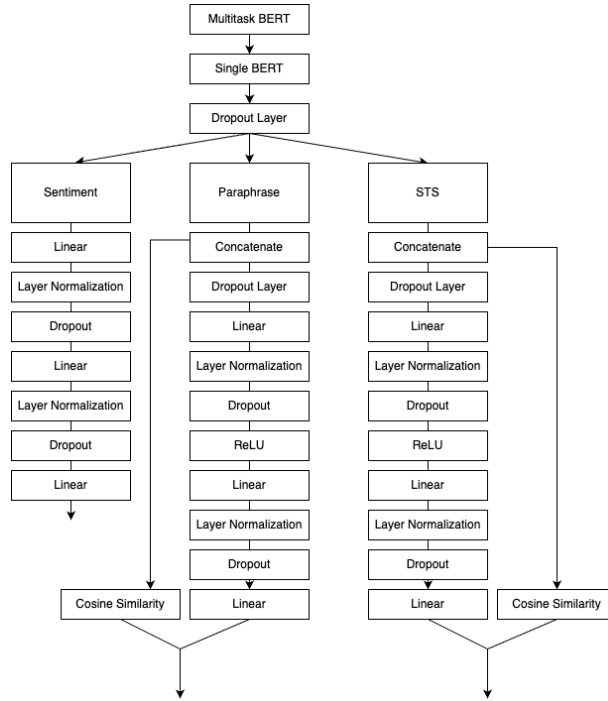 Multitask BERT
Single BERT
Dropout Layer
Sentiment
Paraphrase
STS
Linear
Concatenate
Concatenate
Layer Normalization
Dropout Layer
Dropout Layer
Dropout
Linear
Linear
Linear
Layer Normalization
Layer Normalization
Layer Normalization
Dropout
Dropout
Dropout
ReLU
ReLU
Linear
Linear
Linear
Layer Normalization
Layer Normalization
Dropout
Dropout
Cosine Similarity
Linear
Linear
Cosine Similarity